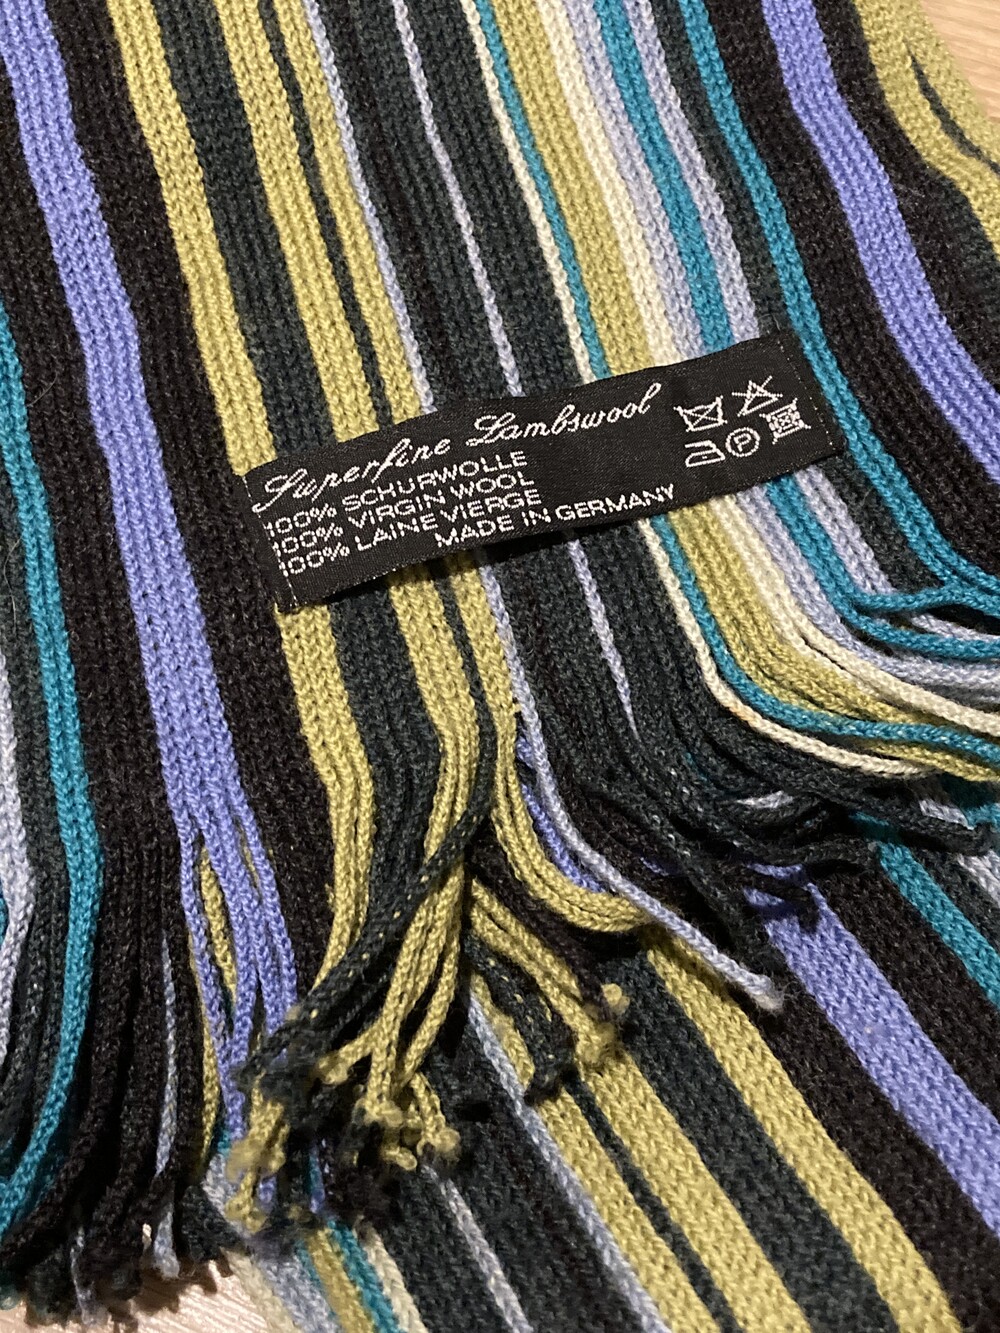 Superfine Lambswool
100% SCHURWOLLE
100% VIRGIN WOOL
100% LAINE VIERGE
MADE IN GERMANY
P